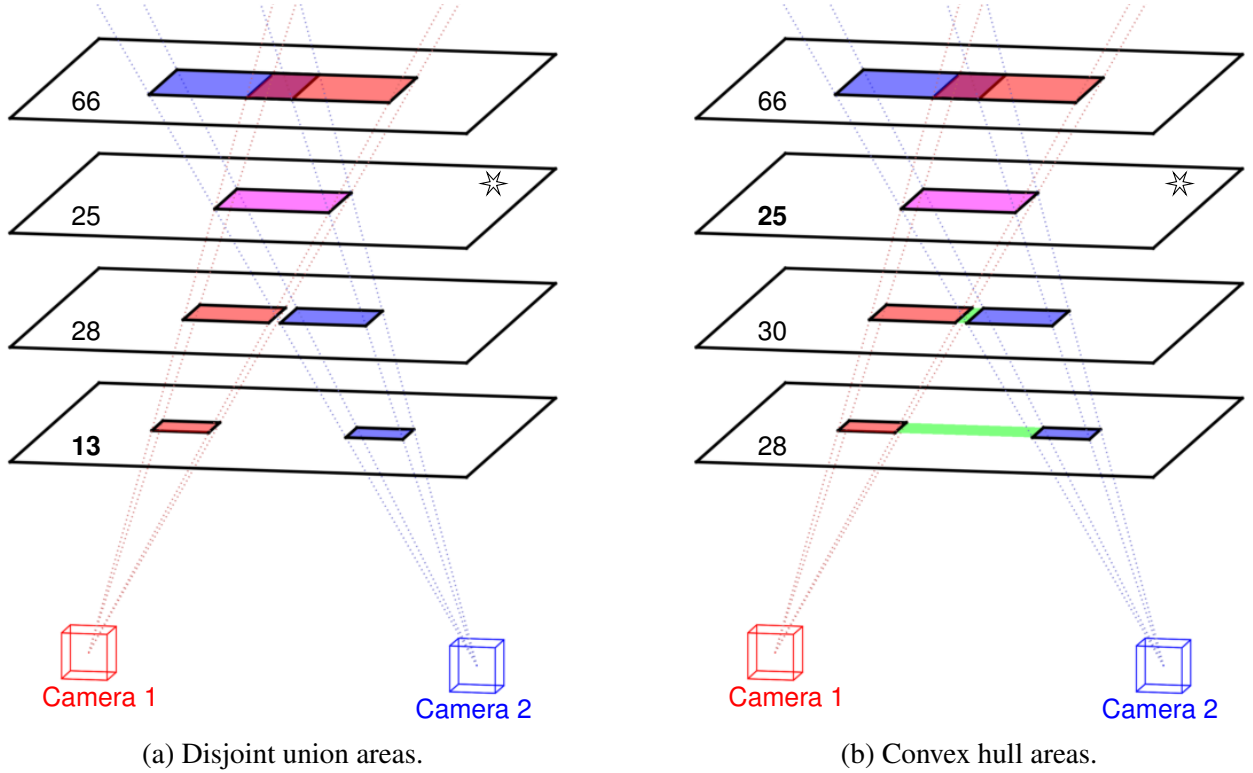 66
25
28
13
Camera 1
Camera 2
(a) Disjoint union areas.
66
25
30
28
Camera 1
Camera 2
(b) Convex hull areas.